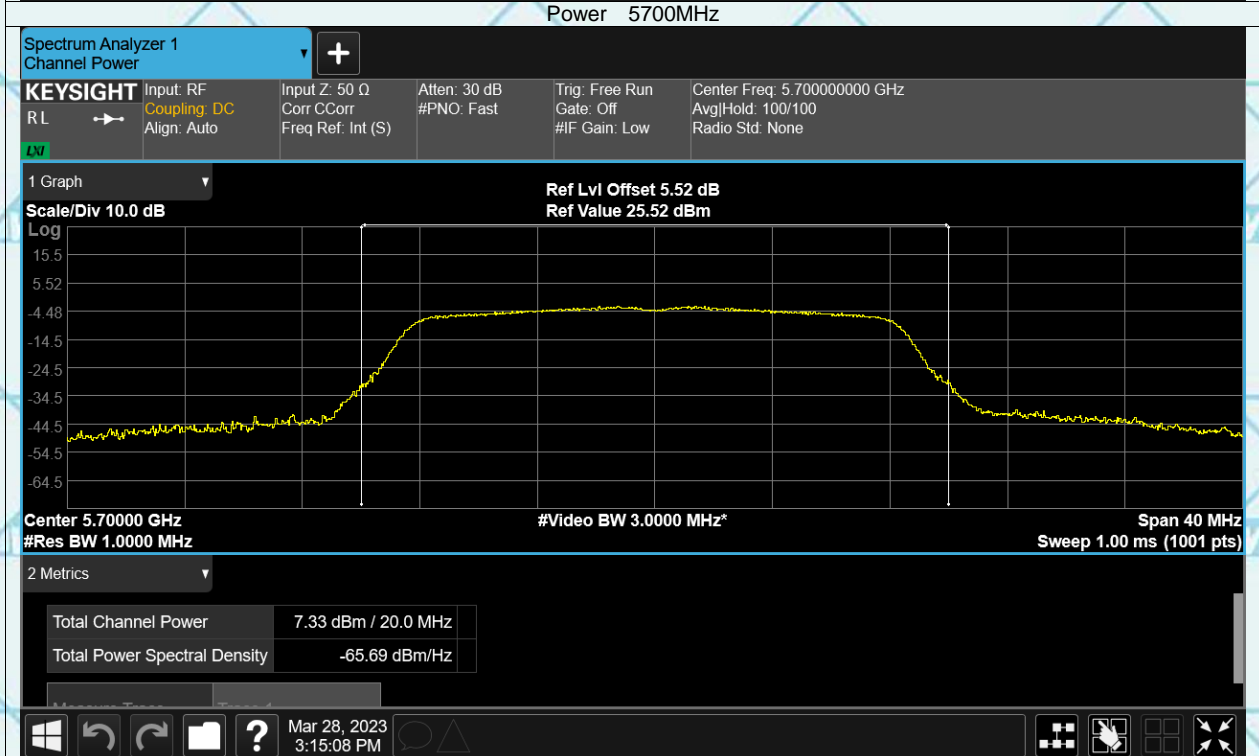 Power 5700MHz
Spectrum Analyzer 1
Channel Power
KEYSIGHT
R L
LXI
Input: RF
Coupling: DC
Align: Auto
Input Z: 50 Ω
Corr CCorr
Freq Ref: Int (S)
Atten: 30 dB
#PNO: Fast
Trig: Free Run
Gate: Off
#IF Gain: Low
Center Freq: 5.700000000 GHz
Avg|Hold: 100/100
Radio Std: None
1 Graph
Ref Lvl Offset 5.52 dB
Scale/Div 10.0 dB
Ref Value 25.52 dBm
Log
15.5
5.52
-4.48
-14.5
-24.5
-34.5
-44.5
-54.5
-64.5
Center 5.70000 GHz
#Video BW 3.0000 MHz*
Span 40 MHz
#Res BW 1.0000 MHz
Sweep 1.00 ms (1001 pts)
2 Metrics
Total Channel Power 7.33 dBm / 20.0 MHz
Total Power Spectral Density -65.69 dBm/Hz
Mar 28, 2023
3:15:08 PM